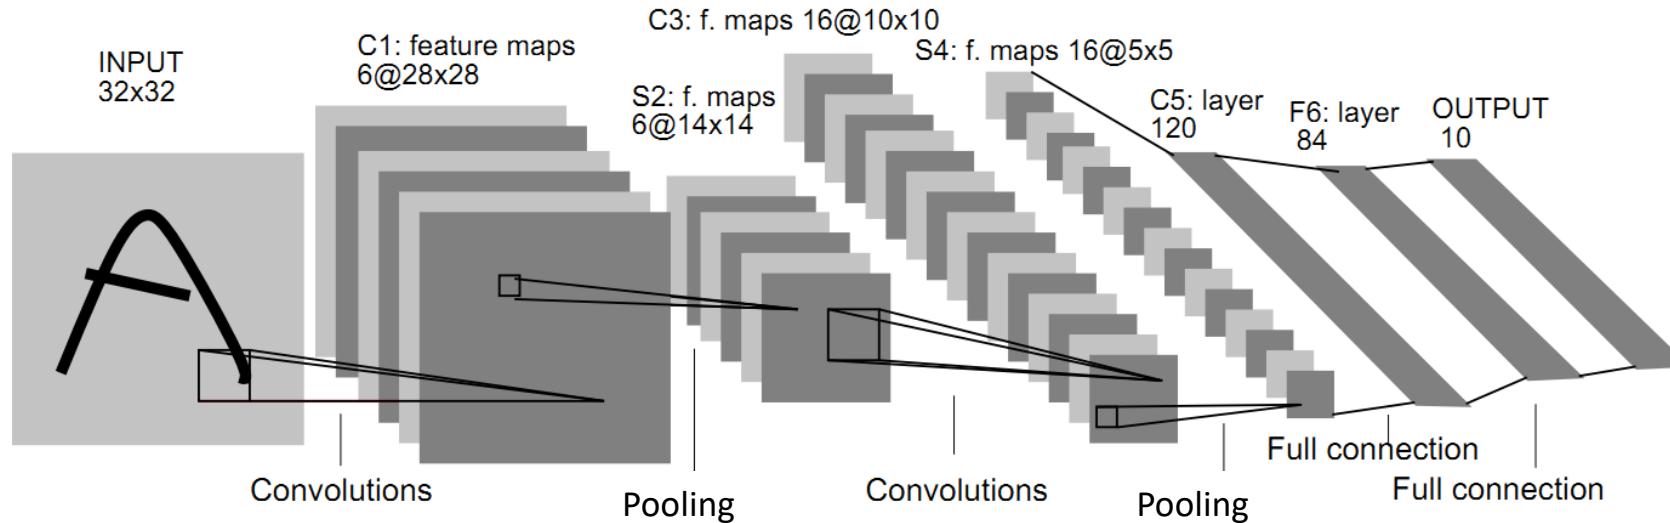 INPUT
32x32
C1: feature maps
6@28x28
S2: f. maps
6@14x14
C3: f. maps 16@10x10
S4: f. maps 16@5x5
C5: layer
120
F6: layer
84
OUTPUT
10
Convolutions
Pooling
Convolutions
Pooling
Full connection
Full connection